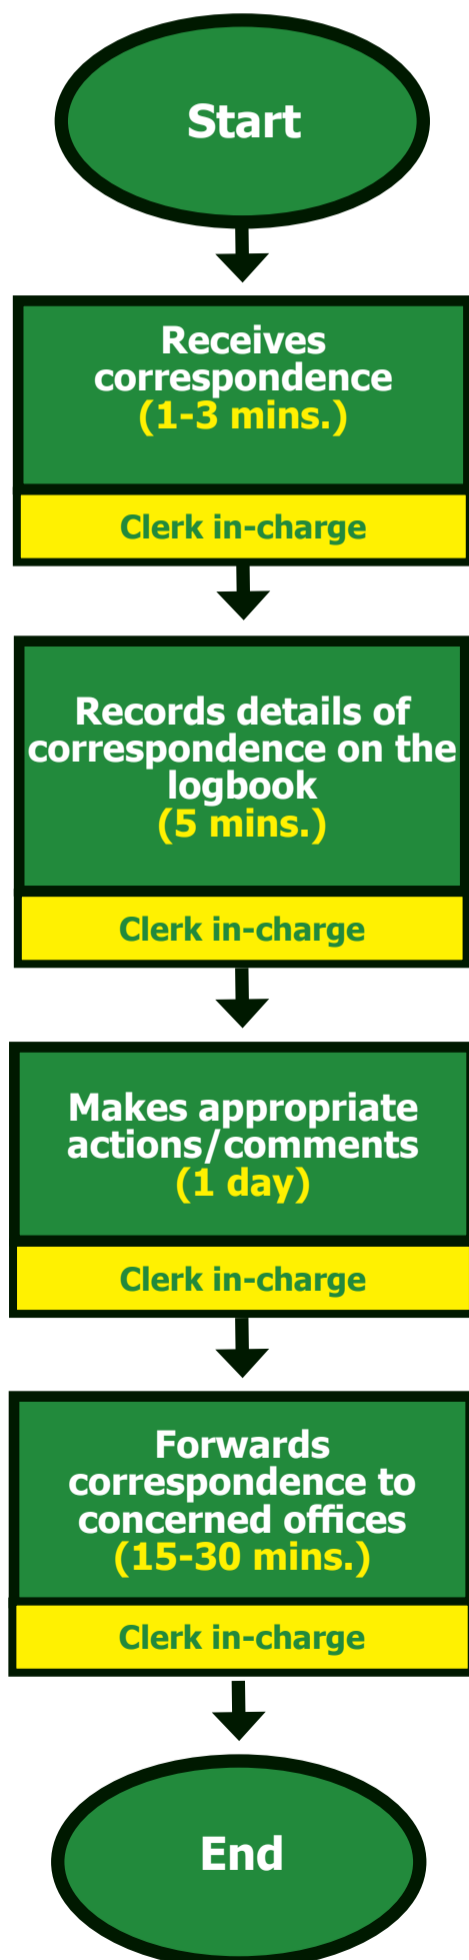 Start
Receives
correspondence
(1-3 mins.)
Clerk in-charge
Records details of
correspondence on the
logbook
(5 mins.)
Clerk in-charge
Makes appropriate
actions/comments
(1 day)
Clerk in-charge
Forwards
correspondence to
concerned offices
(15-30 mins.)
Clerk in-charge
End